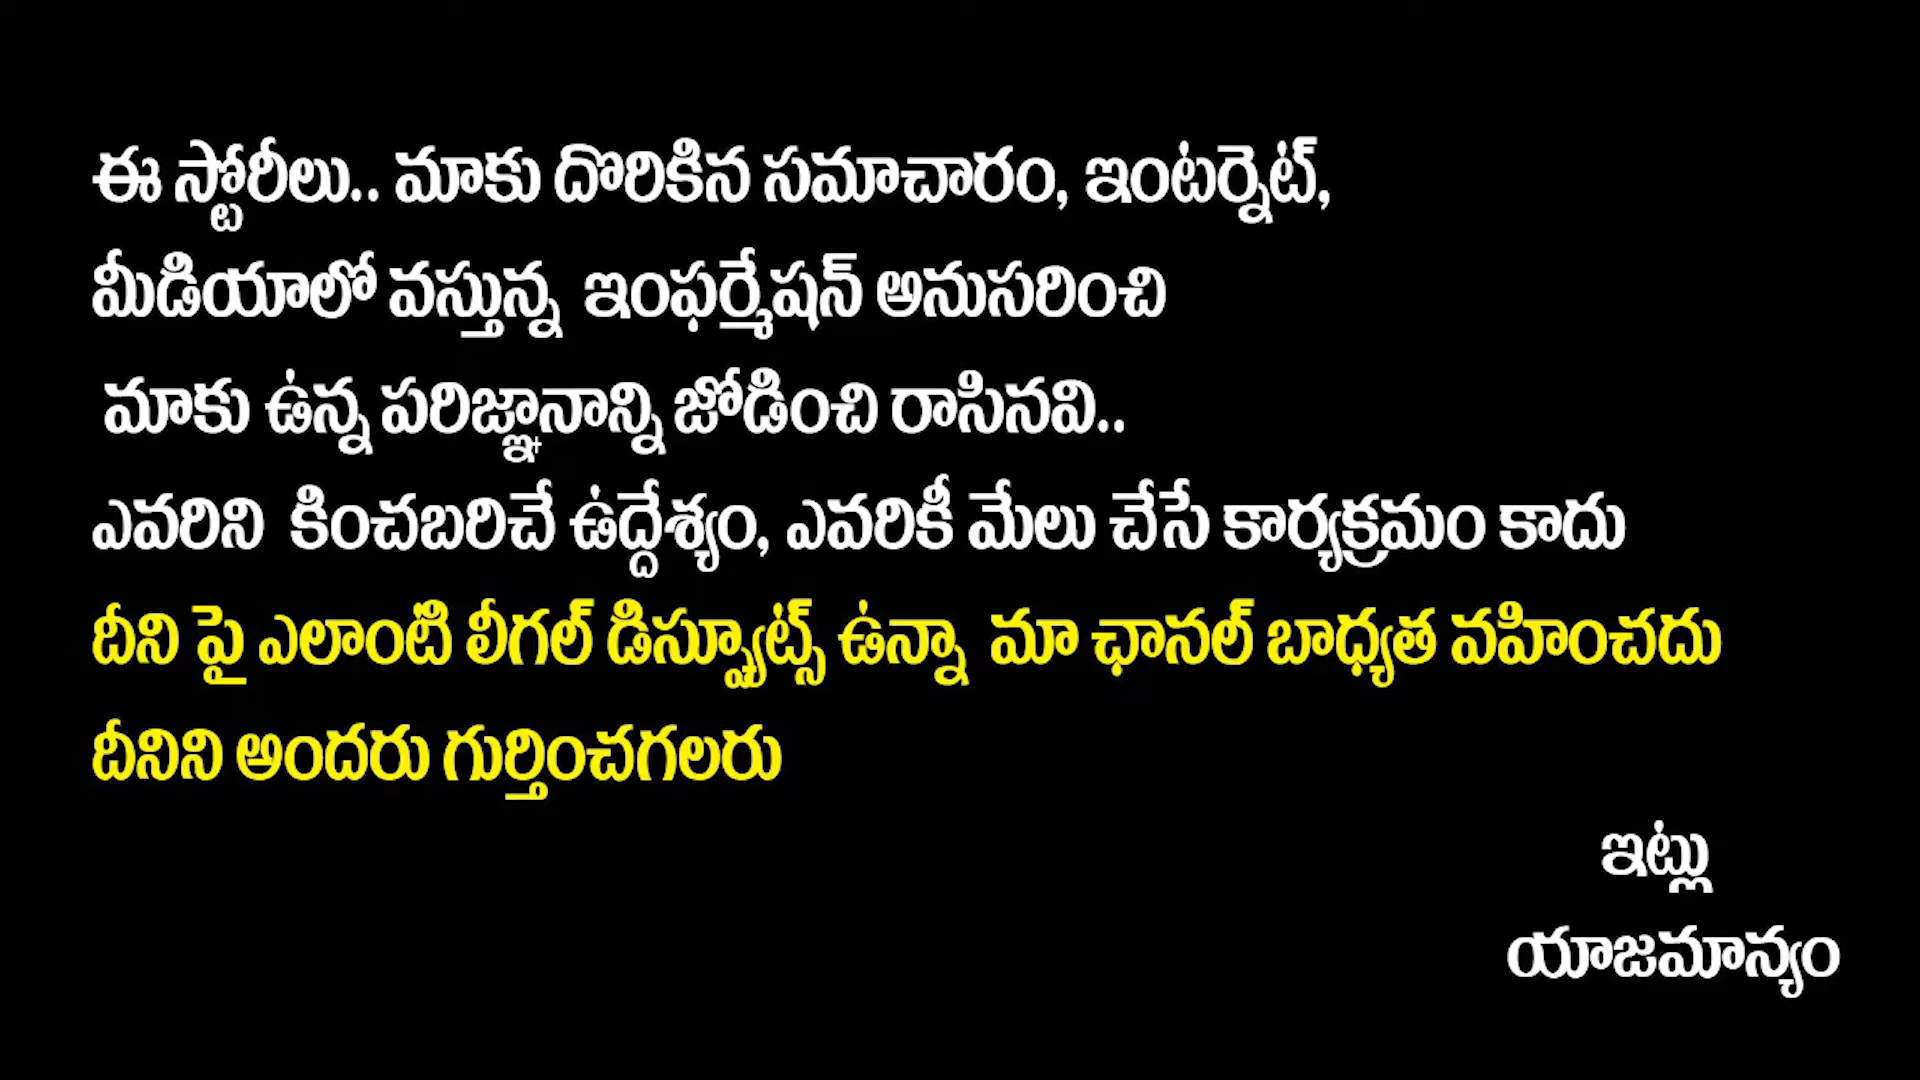 ఈ స్టోరీలు.. మాకు దొరికిన సమాచారం, ఇంటర్నెట్,
మీడియాలో వస్తున్న ఇంఫర్మేషన్ అనుసరించి
మాకు ఉన్న పరిజ్ఞానాన్ని జోడించి రాసినవి..
ఎవరిని కించబరిచే ఉద్దేశ్యం, ఎవరికీ మేలు చేసే కార్యక్రమం కాదు
దీని పై ఎలాంటి లీగల్ డిస్ప్యూట్స్ ఉన్నా మా ఛానల్ బాధ్యత వహించదు
దీనిని అందరు గుర్తించగలరు
ఇట్లు
యాజమాన్యం